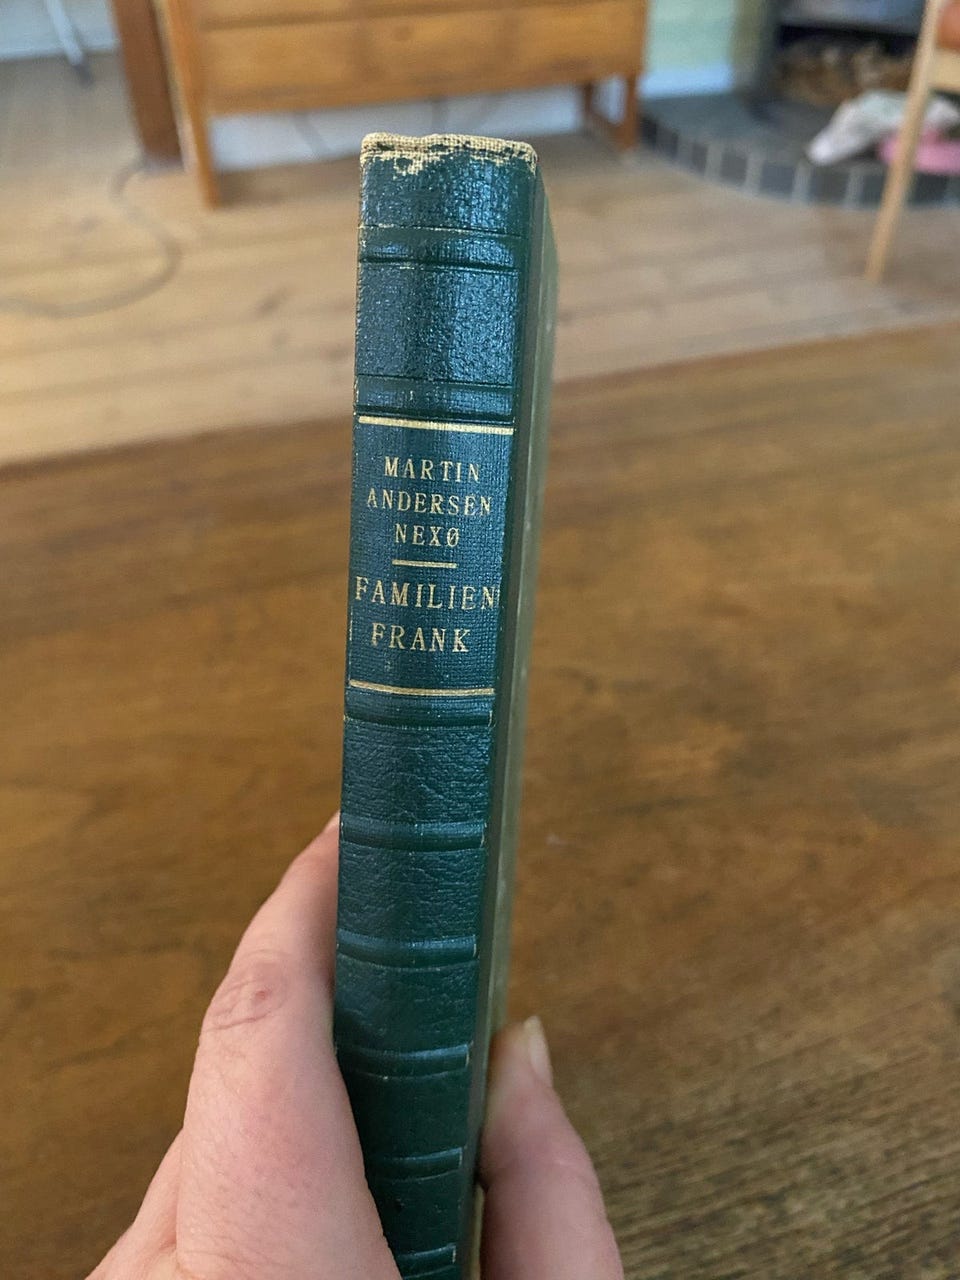 MARTIN
ANDERSEN
NEXØ
FAMILIEN
FRANK